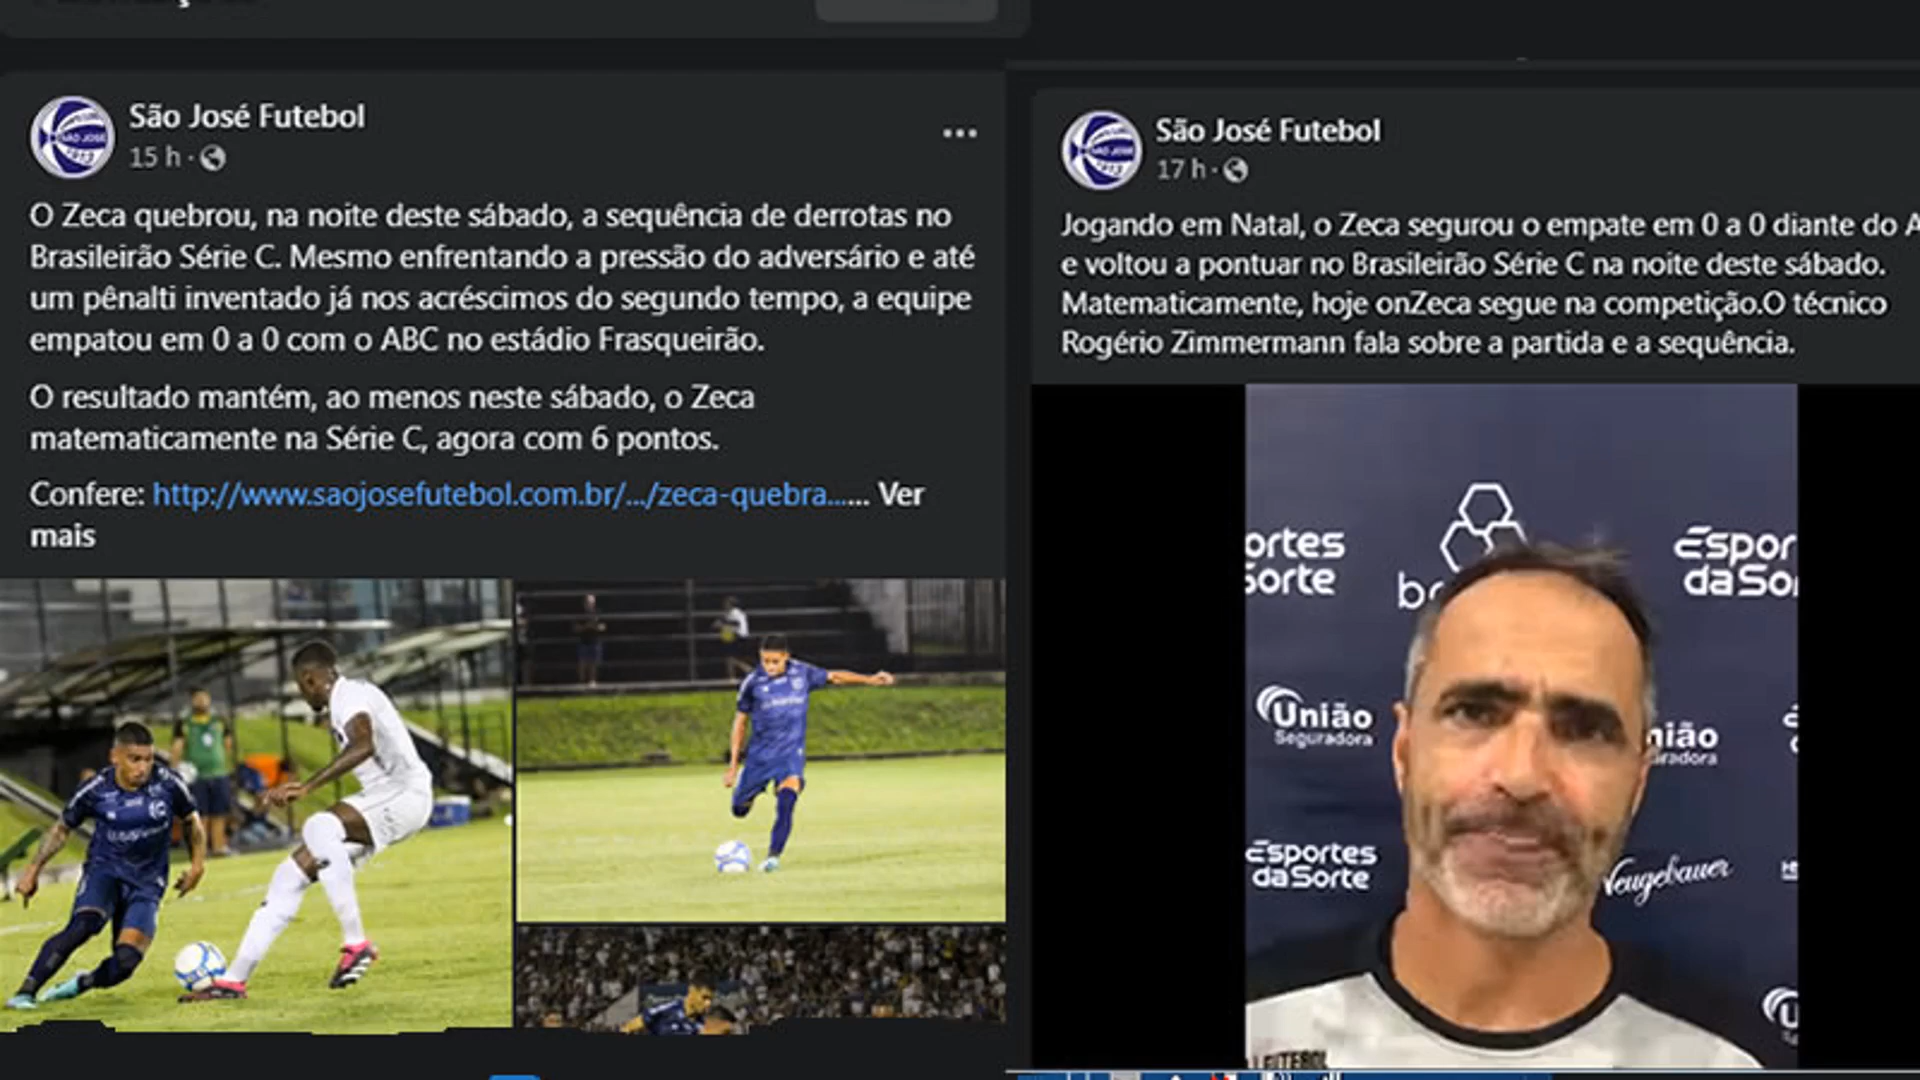 São José Futebol
15 h
O Zeca quebrou, na noite deste sábado, a sequência de derrotas no
Brasileirão Série C. Mesmo enfrentando a pressão do adversário e até
um pênalti inventado já nos acréscimos do segundo tempo, a equipe
empatou em 0 a 0 com o ABC no estádio Frasqueirão.
O resultado mantém, ao menos neste sábado, o Zeca
matematicamente na Série C, agora com 6 pontos.
Confere: http://www.saojosefutebol.com.br/.../zeca-quebra...... Ver
mais
São José Futebol
17 h
Jogando em Natal, o Zeca segurou o empate em 0 a 0 diante do A
e voltou a pontuar no Brasileirão Série C na noite deste sábado.
Matematicamente, hoje onZeca segue na competição.O técnico
Rogério Zimmermann fala sobre a partida e a sequência.
ortes
Sorte
Espor
daSo
União
Seguradora
nião
uradora
Esportes
daSorte
Neugebauer